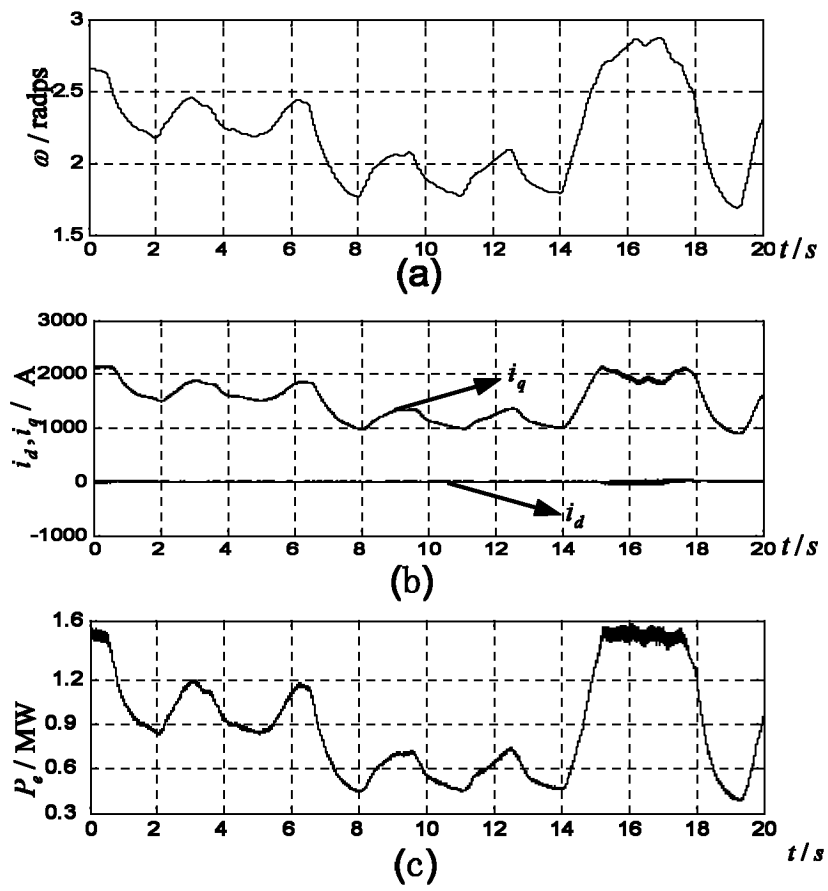 3
2.5
2
1.5
ω / radps
0 2 4 6 8 10 12 14 16 18 20 t / s
(a)
3000
2000
1000
0
-1000
i_d, i_q / A
i_q
i_d
0 2 4 6 8 10 12 14 16 18 20 t / s
(b)
1.6
1.2
0.9
0.6
0.3
P_e / MW
0 2 4 6 8 10 12 14 16 18 20
t / s
(c)